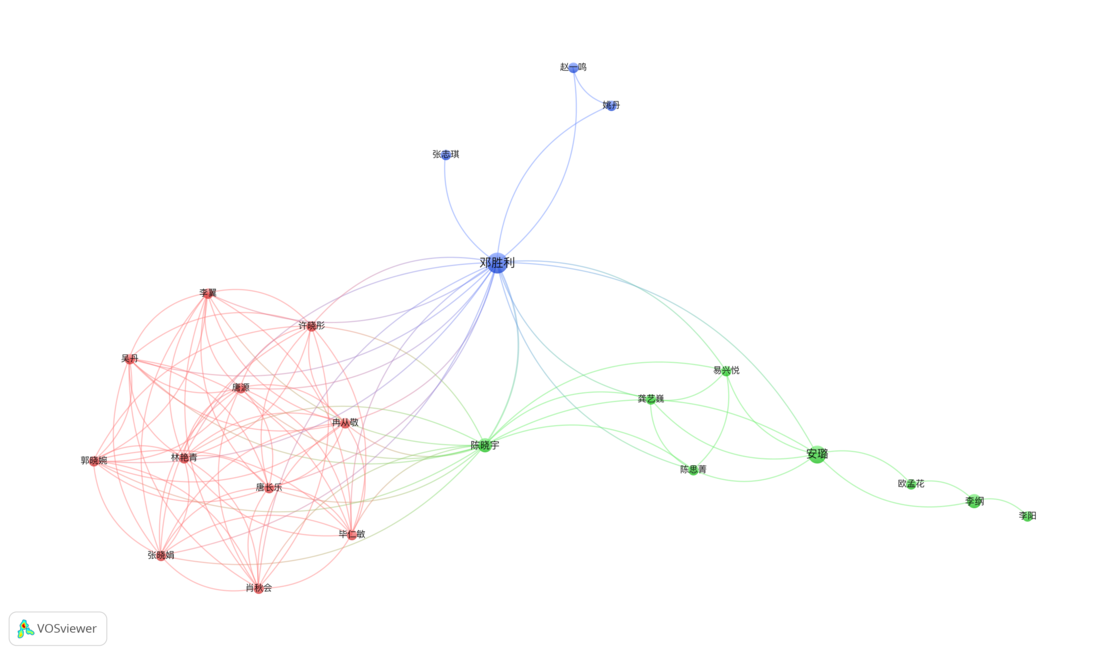 赵一鸣
姚丹
张志琪
邓胜利
李翼
许晓彤
吴丹
易兴悦
唐源
龚艺巍
冉从敬
陈晓宇
安璐
林艳青
郭晓婉
陈思菁
欧孟花
唐长乐
李纲
李阳
毕仁敏
张晓娟
肖秋会
VOSviewer